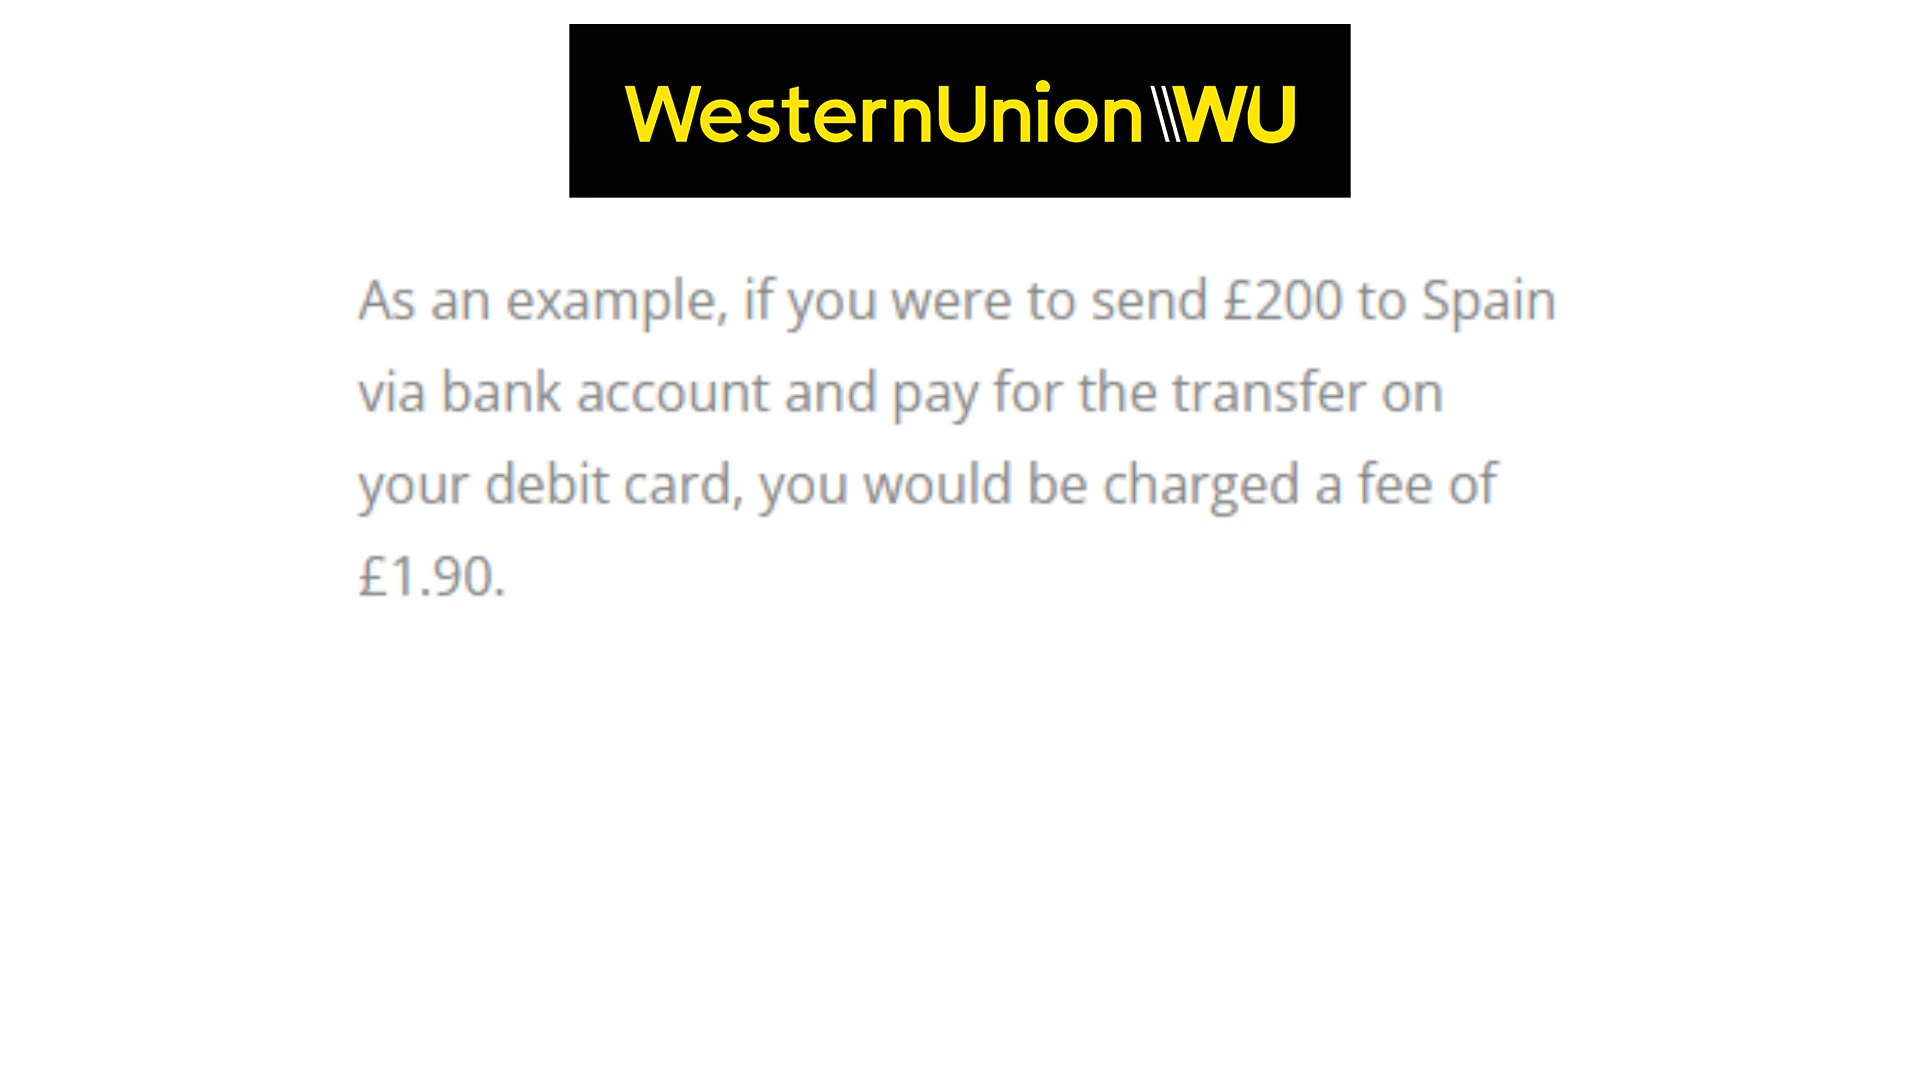 WesternUnion WU
As an example, if you were to send £200 to Spain
via bank account and pay for the transfer on
your debit card, you would be charged a fee of
£1.90.